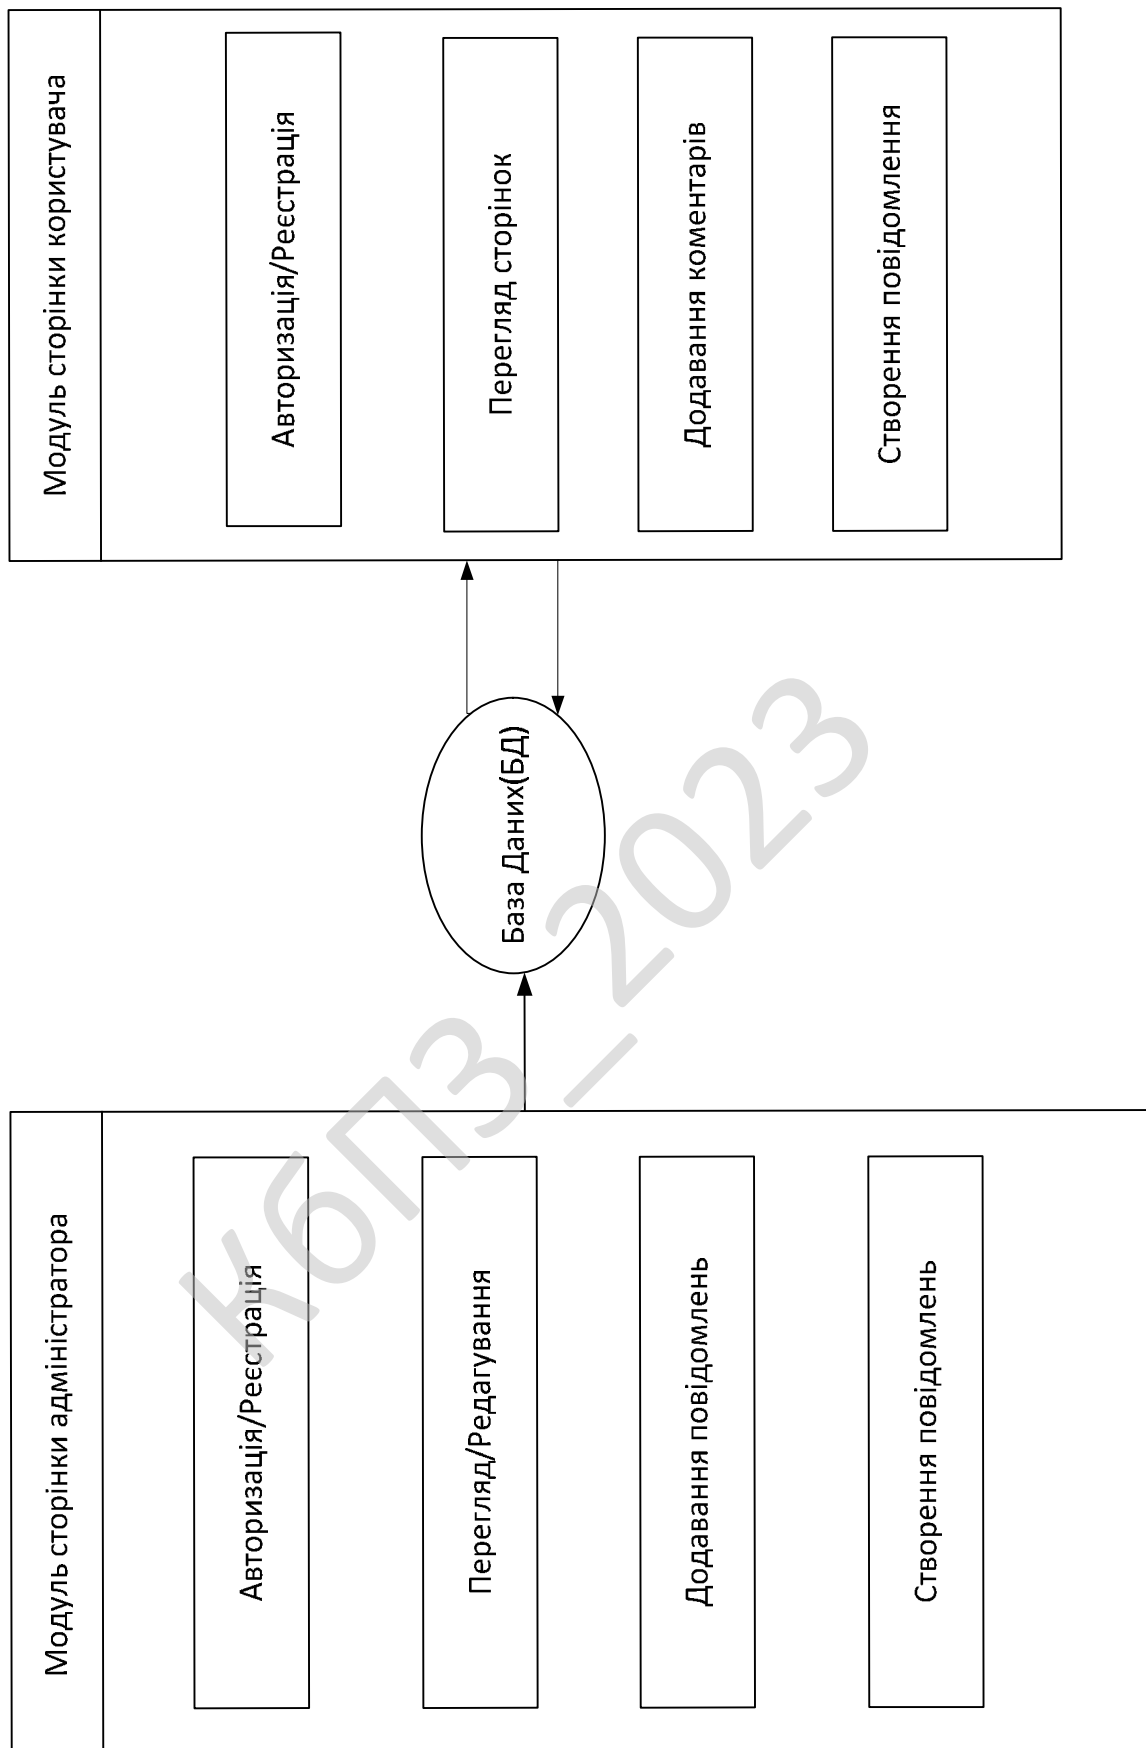 Модуль сторінки адміністратора
Авторизація/Реєстрація
Перегляд/Редагування
Додавання повідомлень
Створення повідомлень
База Даних(БД)
Модуль сторінки користувача
Авторизація/Реєстрація
Перегляд сторінок
Додавання коментарів
Створення повідомлення
КбПЗ_2023